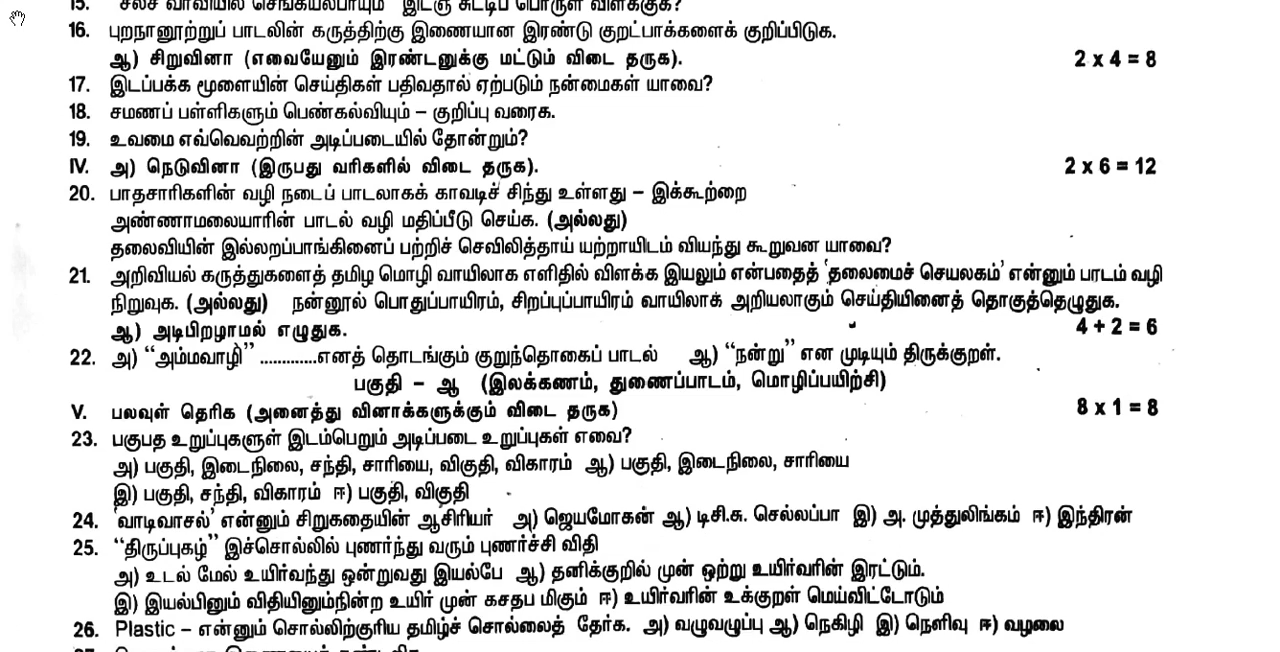 15. "சலச வாவியில் செங்கயல்பாயும்" இடஞ் சுட்டிப் பொருள் விளக்குக?
16. புறநானூற்றுப் பாடலின் கருத்திற்கு இணையான இரண்டு குறட்பாக்களைக் குறிப்பிடுக.
ஆ) சிறுவினா (எவையேனும் இரண்டனுக்கு மட்டும் விடை தருக). 2 x 4 = 8
17. இடப்பக்க மூளையின் செய்திகள் பதிவதால் ஏற்படும் நன்மைகள் யாவை?
18. சமணப் பள்ளிகளும் பெண்கல்வியும் – குறிப்பு வரைக.
19. உவமை எவ்வெவற்றின் அடிப்படையில் தோன்றும்?
IV. அ) நெடுவினா (இருபது வரிகளில் விடை தருக). 2 x 6 = 12
20. பாதசாரிகளின் வழி நடைப் பாடலாகக் காவடிச் சிந்து உள்ளது – இக்கூற்றை
அண்ணாமலையாரின் பாடல் வழி மதிப்பீடு செய்க. (அல்லது)
தலைவியின் இல்லறப்பாங்கினைப் பற்றிச் செவிலித்தாய் யற்றாயிடம் வியந்து கூறுவன யாவை?
21. அறிவியல் கருத்துகளைத் தமிழ மொழி வாயிலாக எளிதில் விளக்க இயலும் என்பதைத் 'தலைமைச் செயலகம்' என்னும் பாடம் வழி
நிறுவுக. (அல்லது) நன்னூல் பொதுப்பாயிரம், சிறப்புப்பாயிரம் வாயிலாக் அறியலாகும் செய்தியினைத் தொகுத்தெழுதுக.
ஆ) அடிபிறழாமல் எழுதுக. 4 + 2 = 6
22. அ) "அம்மவாழி" .............எனத் தொடங்கும் குறுந்தொகைப் பாடல் ஆ) "நன்று" என முடியும் திருக்குறள்.
பகுதி – ஆ (இலக்கணம், துணைப்பாடம், மொழிப்பயிற்சி)
V. பலவுள் தெரிக (அனைத்து வினாக்களுக்கும் விடை தருக) 8 x 1 = 8
23. பகுபத உறுப்புகளுள் இடம்பெறும் அடிப்படை உறுப்புகள் எவை?
அ) பகுதி, இடைநிலை, சந்தி, சாரியை, விகுதி, விகாரம் ஆ) பகுதி, இடைநிலை, சாரியை
இ) பகுதி, சந்தி, விகாரம் ஈ) பகுதி, விகுதி
24. 'வாடிவாசல்' என்னும் சிறுகதையின் ஆசிரியர் அ) ஜெயமோகன் ஆ) டிசி.சு. செல்லப்பா இ) அ. முத்துலிங்கம் ஈ) இந்திரன்
25. "திருப்புகழ்" இச்சொல்லில் புணர்ந்து வரும் புணர்ச்சி விதி
அ) உடல் மேல் உயிர்வந்து ஒன்றுவது இயல்பே ஆ) தனிக்குறில் முன் ஒற்று உயிர்வரின் இரட்டும்.
இ) இயல்பினும் விதியினும்நின்ற உயிர் முன் கசதப மிகும் ஈ) உயிர்வரின் உக்குறள் மெய்விட்டோடும்
26. Plastic – என்னும் சொல்லிற்குரிய தமிழ்ச் சொல்லைத் தேர்க. அ) வழுவழுப்பு ஆ) நெகிழி இ) நெளிவு ஈ) வழலை